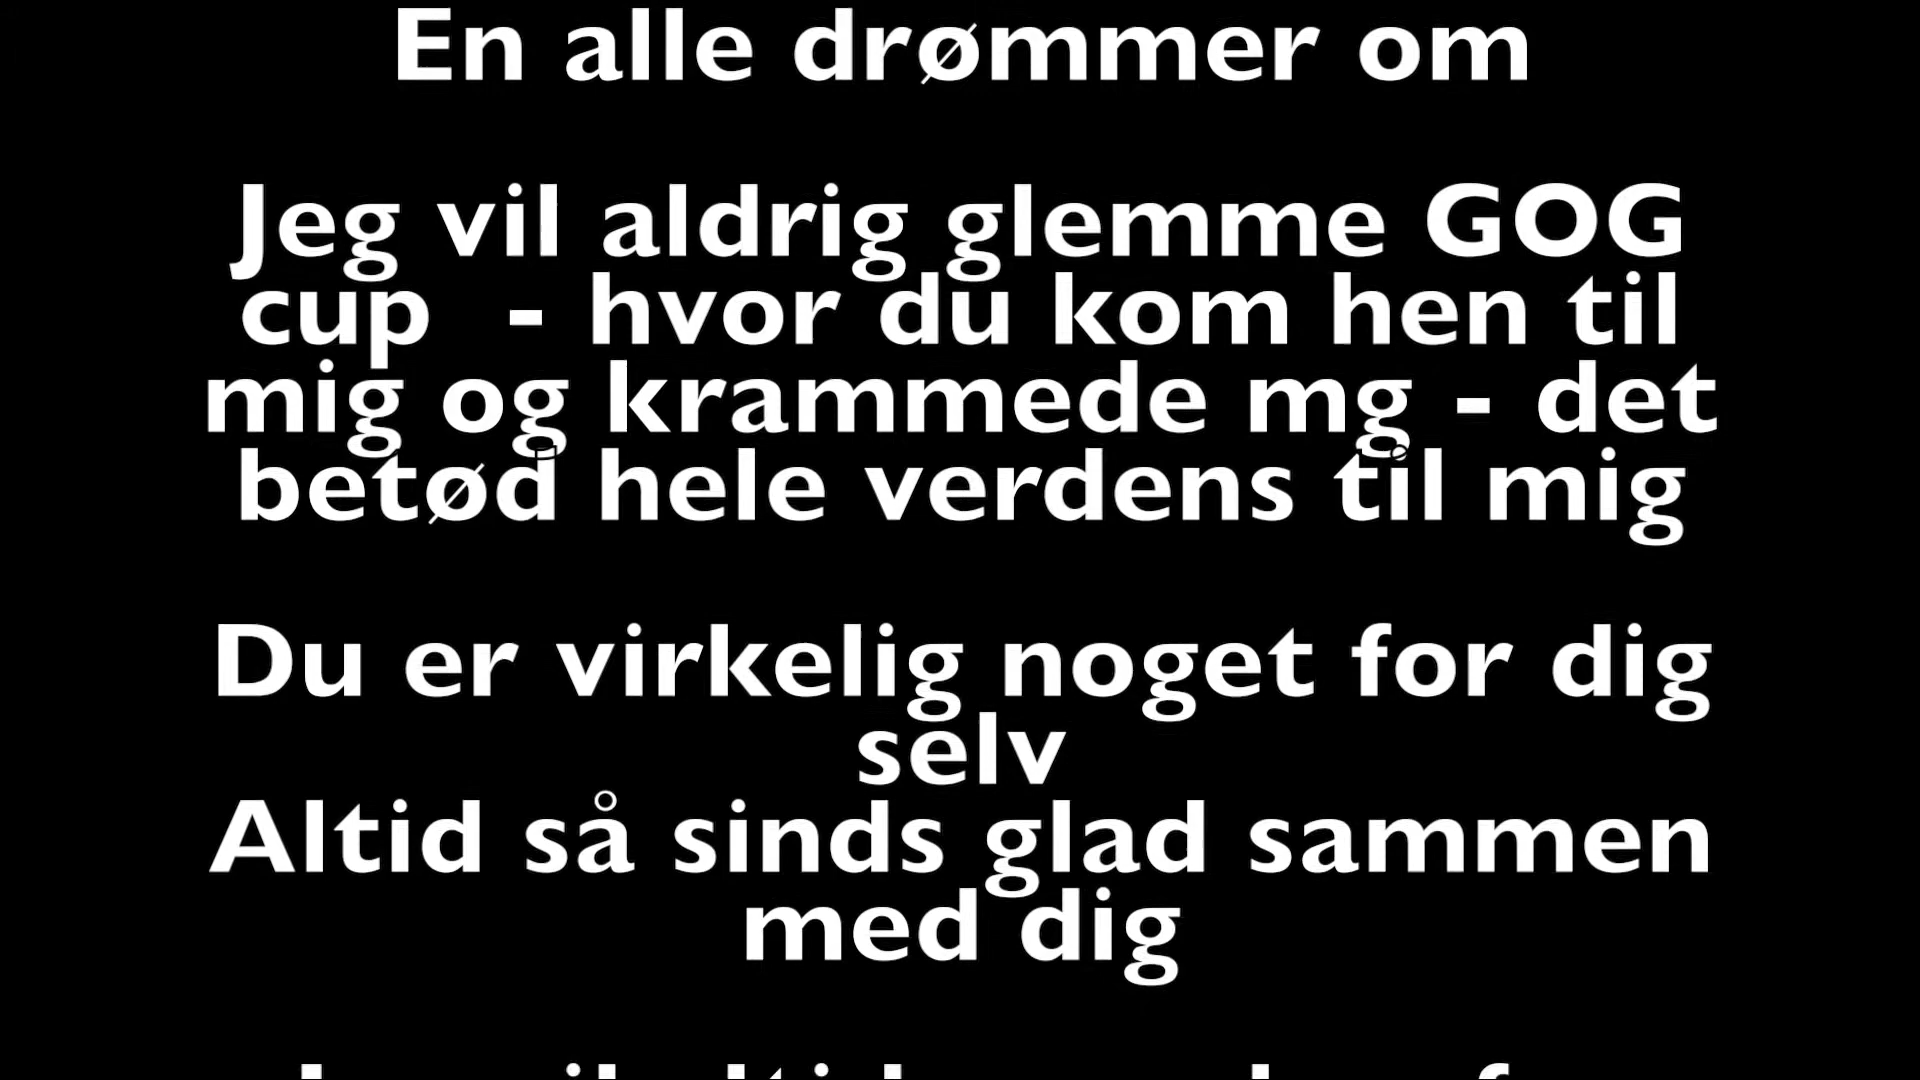 En alle drømmer om
Jeg vil aldrig glemme GOG
cup - hvor du kom hen til
mig og krammede mg - det
betød hele verdens til mig
Du er virkelig noget for dig
selv
Altid så sinds glad sammen
med dig